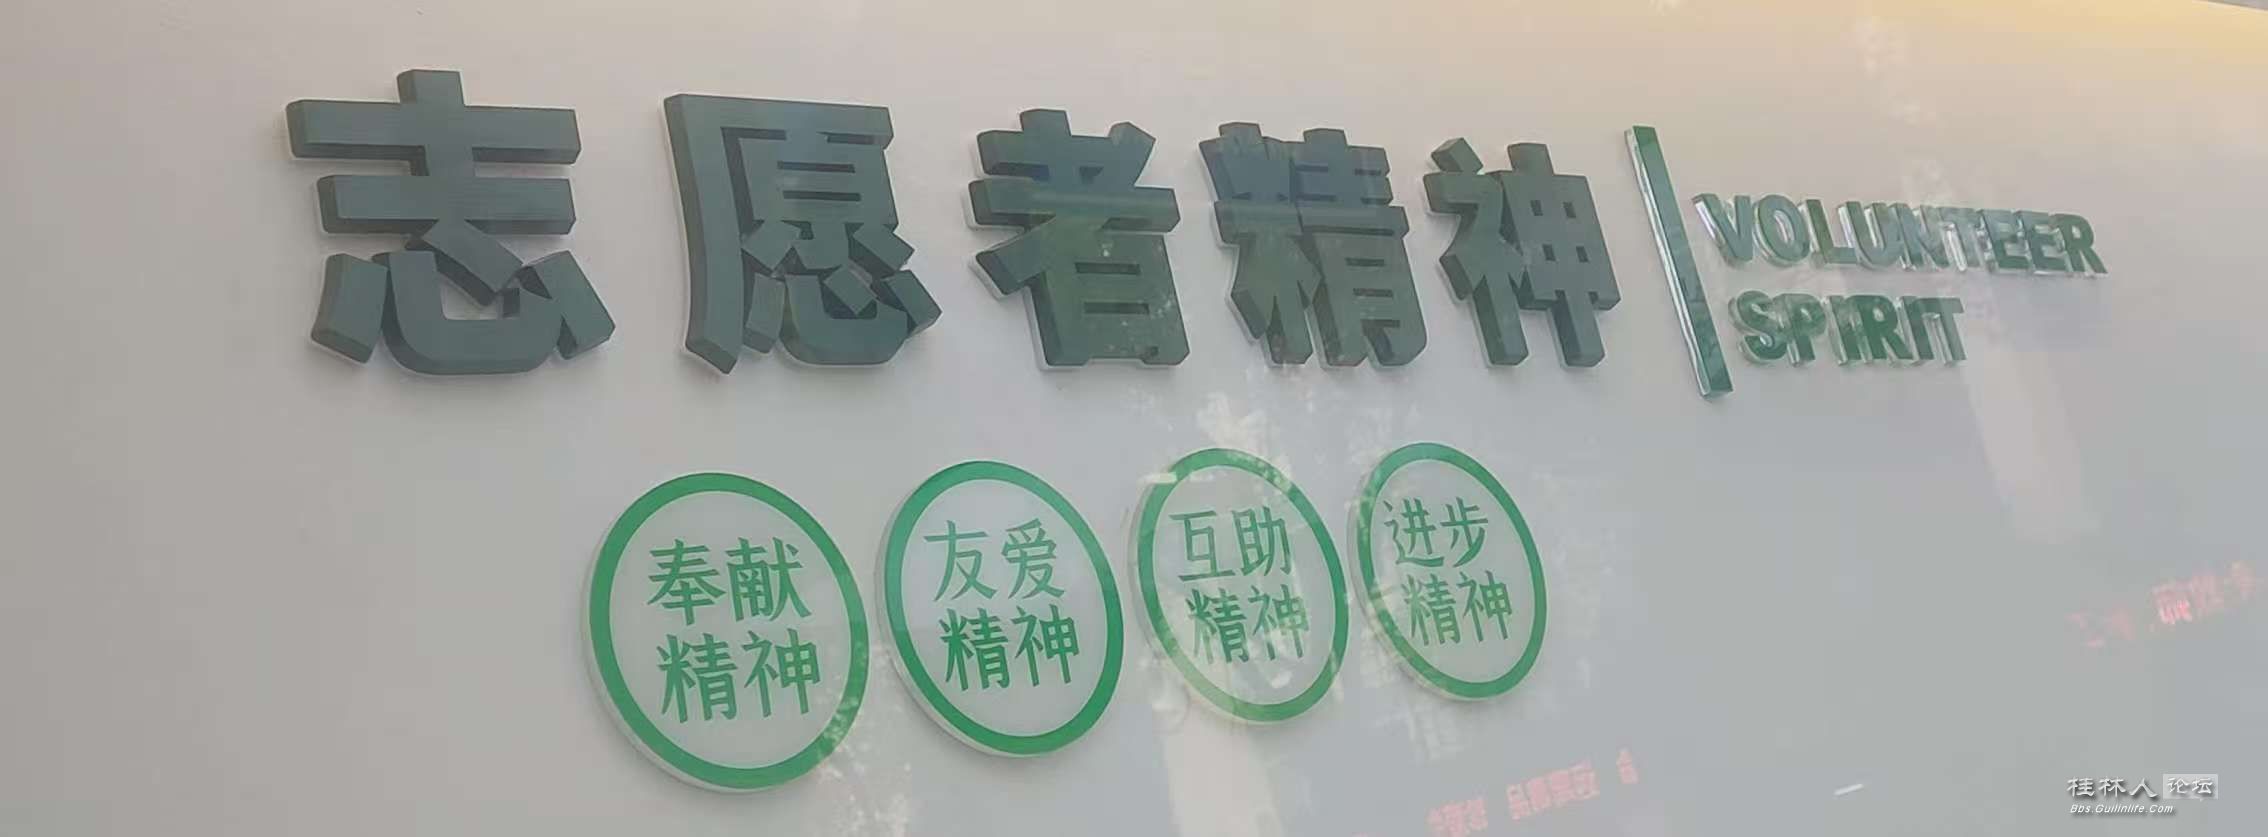 志愿者精神
VOLUNTEER
SPIRIT
奉献
精神
友爱
精神
互助
精神
进步
精神
桂林人论坛
Bbs.Guilinlife.Com